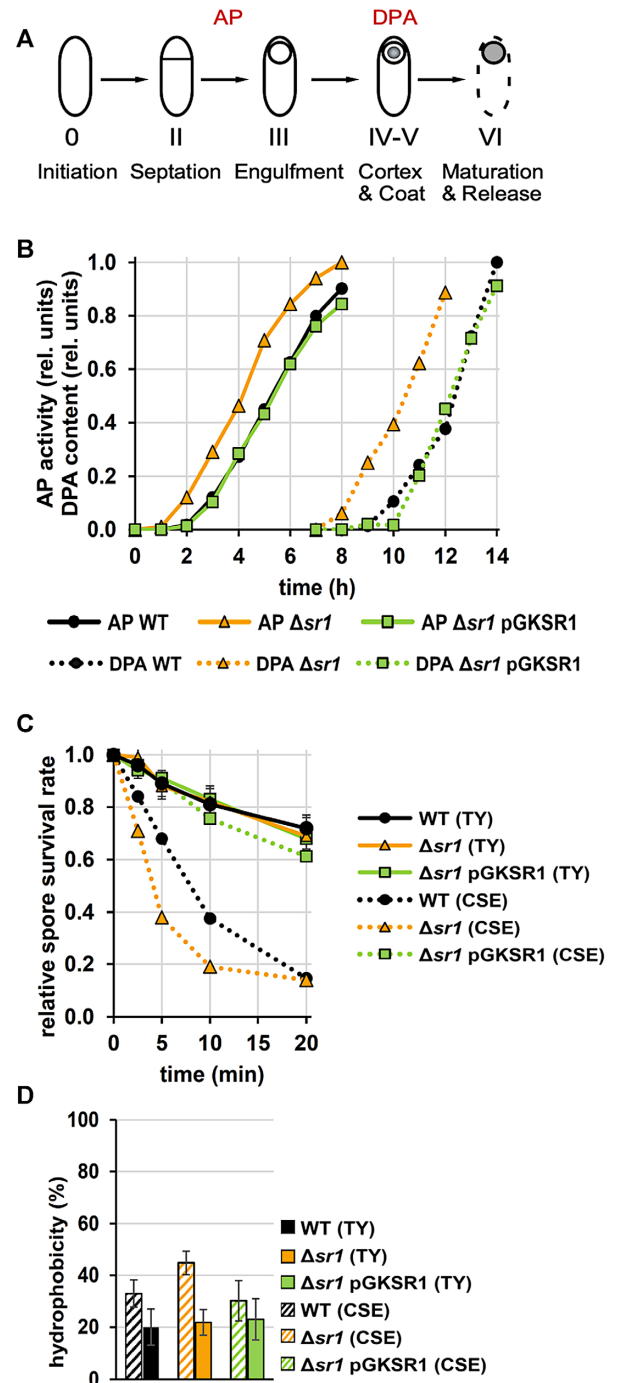 A
AP DPA
0 II III IV-V VI
Initiation Septation Engulfment Cortex Maturation
& Coat & Release
B
AP activity (rel. units)
DPA content (rel. units)
1.0
0.8
0.6
0.4
0.2
0.0
0 2 4 6 8 10 12 14
time (h)
AP WT AP Δsr1 AP Δsr1 pGKSR1
DPA WT DPA Δsr1 DPA Δsr1 pGKSR1
C
relative spore survival rate
1.0
0.8
0.6
0.4
0.2
0.0
0 5 10 15 20
time (min)
WT (TY)
Δsr1 (TY)
Δsr1 pGKSR1 (TY)
WT (CSE)
Δsr1 (CSE)
Δsr1 pGKSR1 (CSE)
D
hydrophobicity (%)
100
80
60
40
20
0
WT (TY)
Δsr1 (TY)
Δsr1 pGKSR1 (TY)
WT (CSE)
Δsr1 (CSE)
Δsr1 pGKSR1 (CSE)